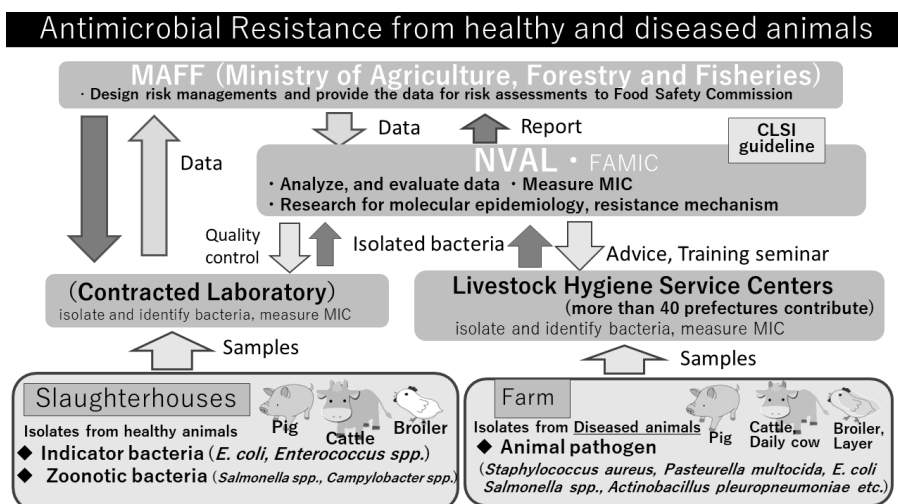 Antimicrobial Resistance from healthy and diseased animals
MAFF (Ministry of Agriculture, Forestry and Fisheries)
・Design risk managements and provide the data for risk assessments to Food Safety Commission
Data
Report
CLSI
guideline
Data
NVAL・FAMIC
・Analyze, and evaluate data ・Measure MIC
・Research for molecular epidemiology, resistance mechanism
Quality
control
Isolated bacteria
Advice, Training seminar
(Contracted Laboratory)
isolate and identify bacteria, measure MIC
Livestock Hygiene Service Centers
(more than 40 prefectures contribute)
isolate and identify bacteria, measure MIC
Samples
Samples
Slaughterhouses
Isolates from healthy animals
Pig
Cattle
Broiler
◆ Indicator bacteria (E. coli, Enterococcus spp.)
◆ Zoonotic bacteria (Salmonella spp., Campylobacter spp.)
Farm
Isolates from Diseased animals
Pig
Cattle,
Daily cow
Broiler,
Layer
◆ Animal pathogen
(Staphylococcus aureus, Pasteurella multocida, E. coli
Salmonella spp., Actinobacillus pleuropneumoniae etc.)